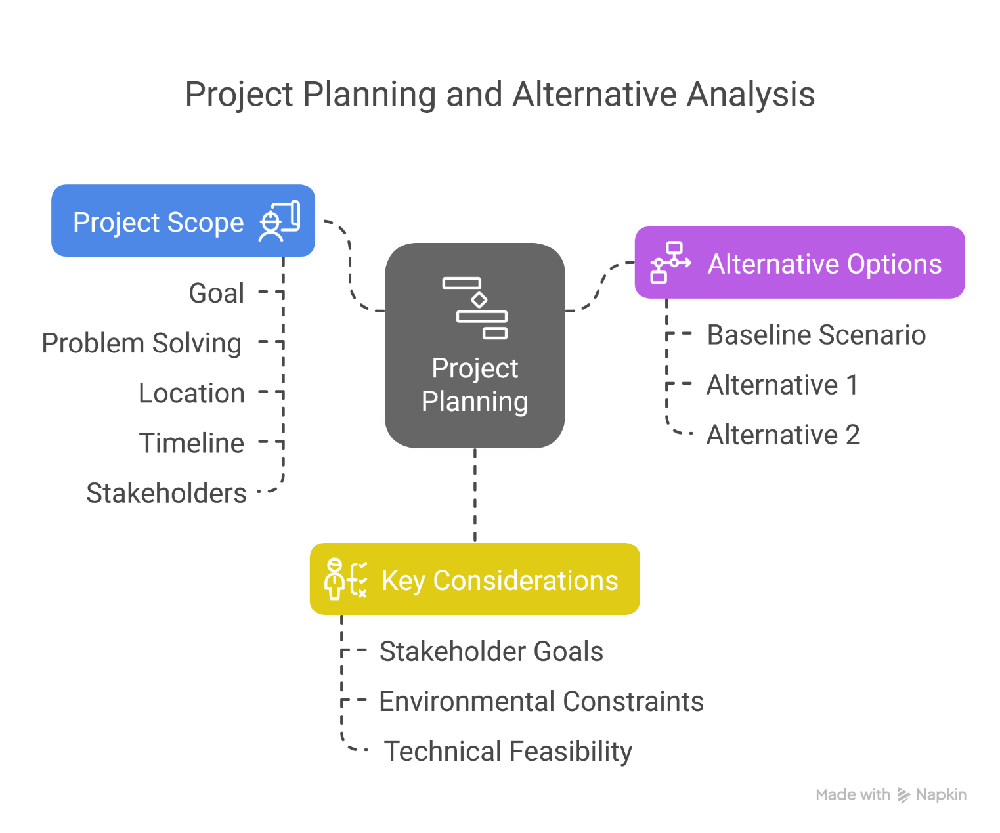 Project Planning and Alternative Analysis
Project Scope
Goal
Problem Solving
Location
Timeline
Stakeholders
Project
Planning
Alternative Options
Baseline Scenario
Alternative 1
Alternative 2
Key Considerations
Stakeholder Goals
Environmental Constraints
Technical Feasibility
Made with Napkin